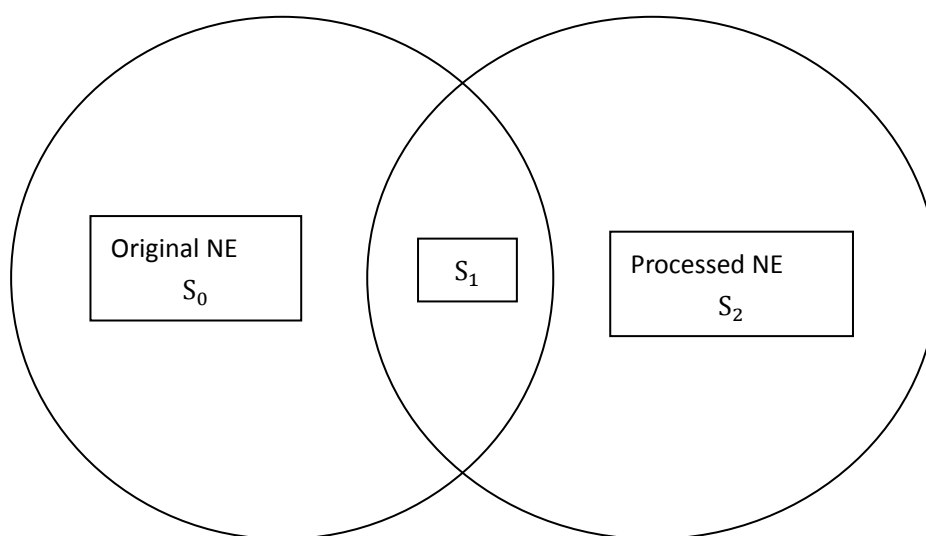 Original NE
S₀
S₁
Processed NE
S₂